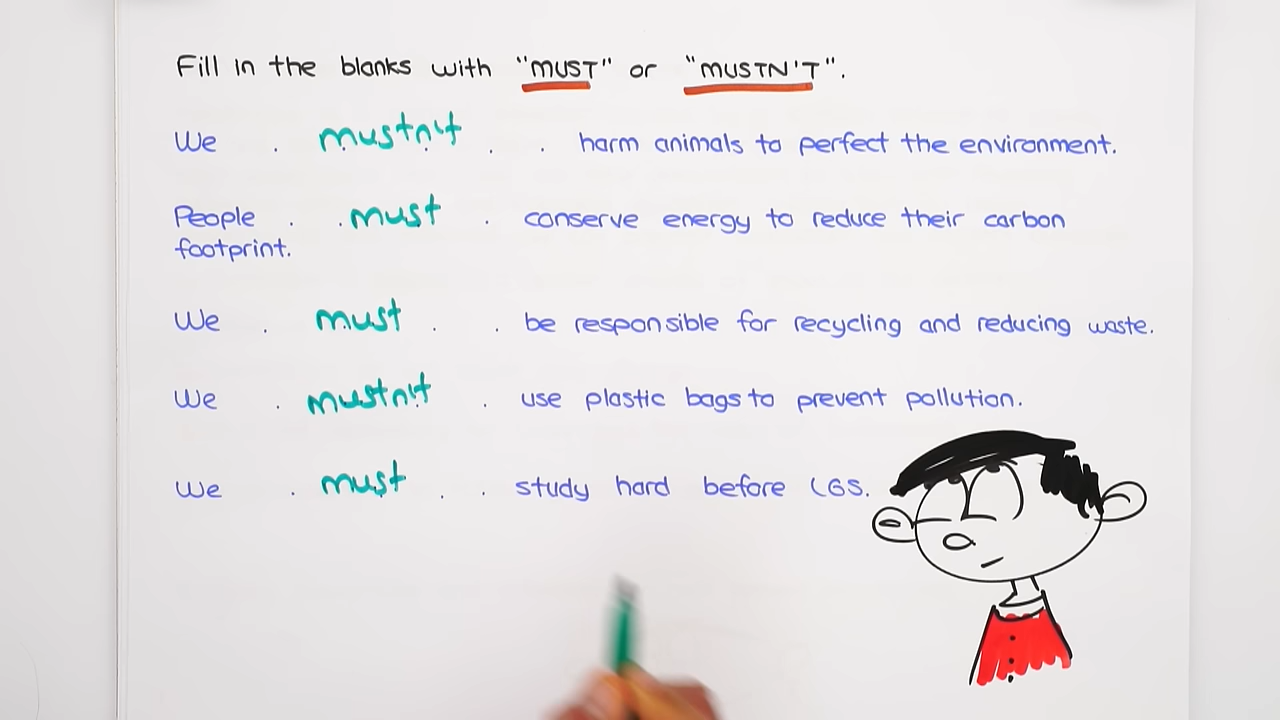 Fill in the blanks with "MUST" or "MUSTN'T".
We . mustn't . . harm animals to perfect the environment.
People . . must . conserve energy to reduce their carbon
footprint.
We . must . . be responsible for recycling and reducing waste.
We . mustn't . use plastic bags to prevent pollution.
We . must . . study hard before LGS.